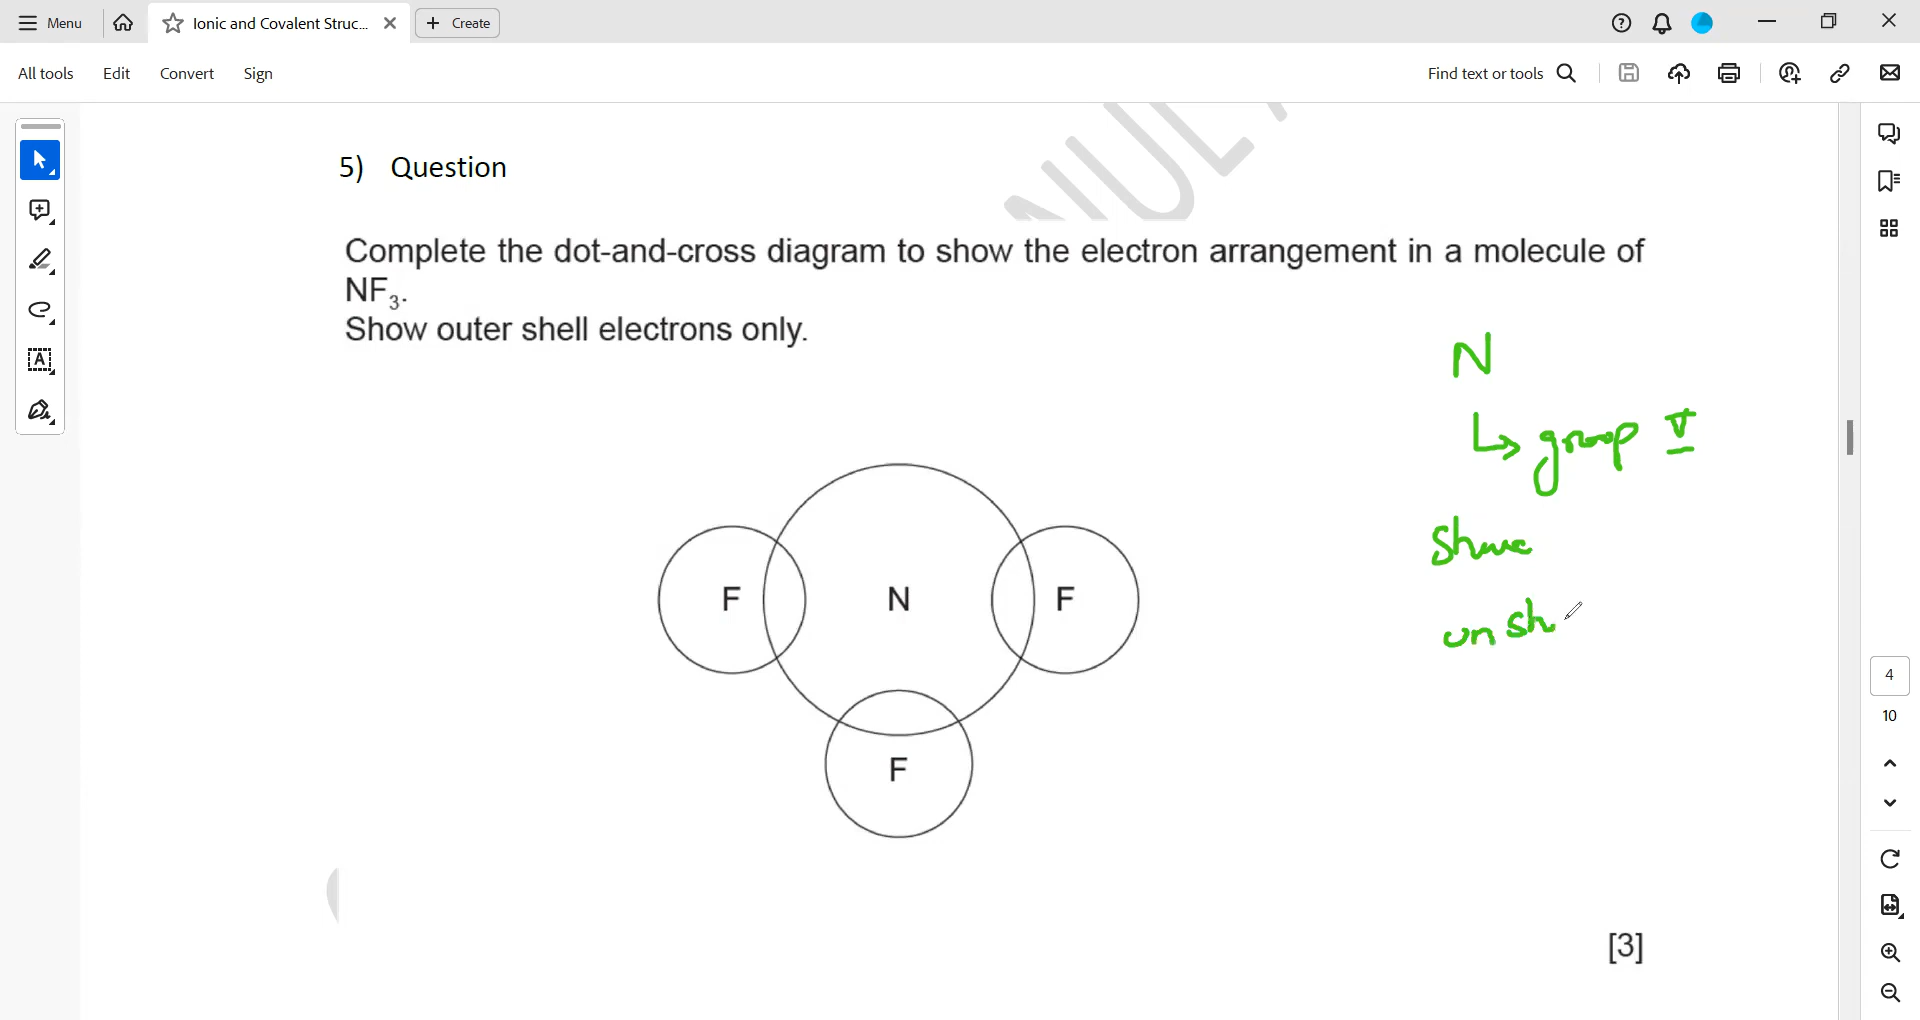 Menu
Ionic and Covalent Struc...
Create
All tools
Edit
Convert
Sign
Find text or tools
5) Question
Complete the dot-and-cross diagram to show the electron arrangement in a molecule of
NF₃.
Show outer shell electrons only.
N
↳ group V
Share
unsh
F
N
F
F
4
10
[3]